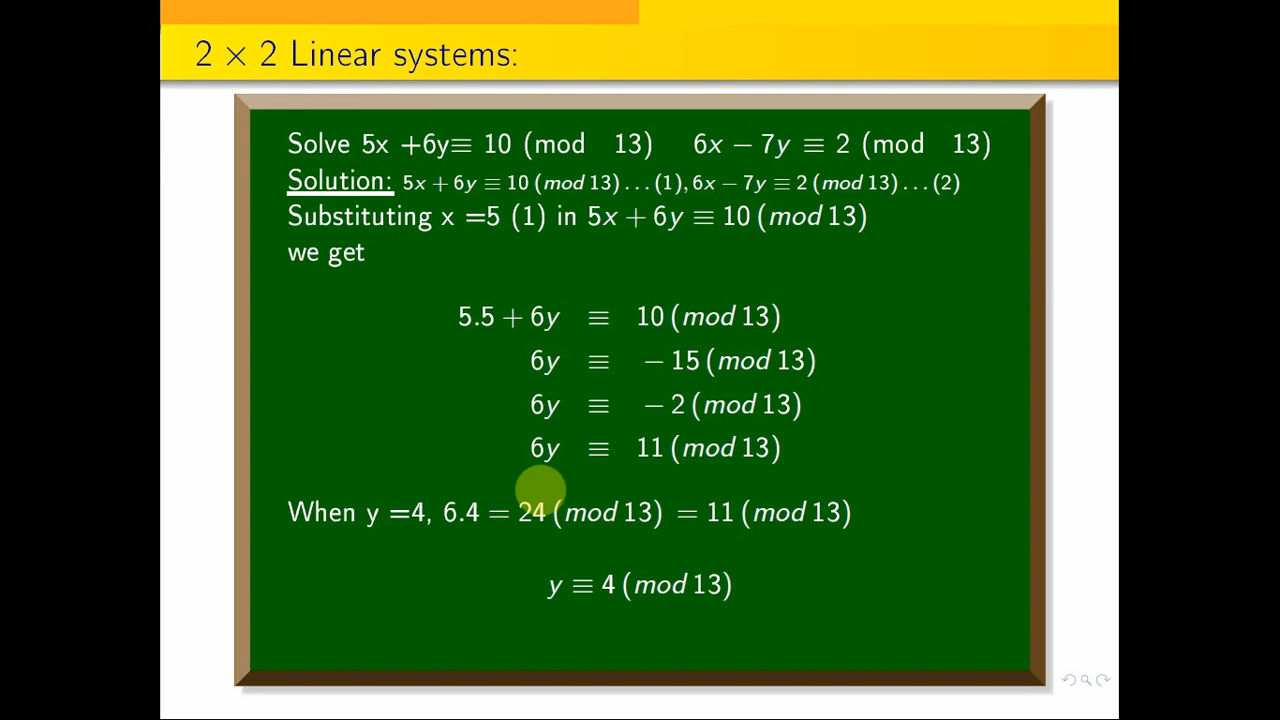 2 × 2 Linear systems:
Solve 5x +6y≡ 10 (mod 13) 6x − 7y ≡ 2 (mod 13)
Solution: 5x + 6y ≡ 10 (mod 13) . . . (1), 6x − 7y ≡ 2 (mod 13) . . . (2)
Substituting x =5 (1) in 5x + 6y ≡ 10 (mod 13)
we get
5.5 + 6y ≡ 10 (mod 13)
6y ≡ − 15 (mod 13)
6y ≡ − 2 (mod 13)
6y ≡ 11 (mod 13)
When y =4, 6.4 = 24 (mod 13) = 11 (mod 13)
y ≡ 4 (mod 13)